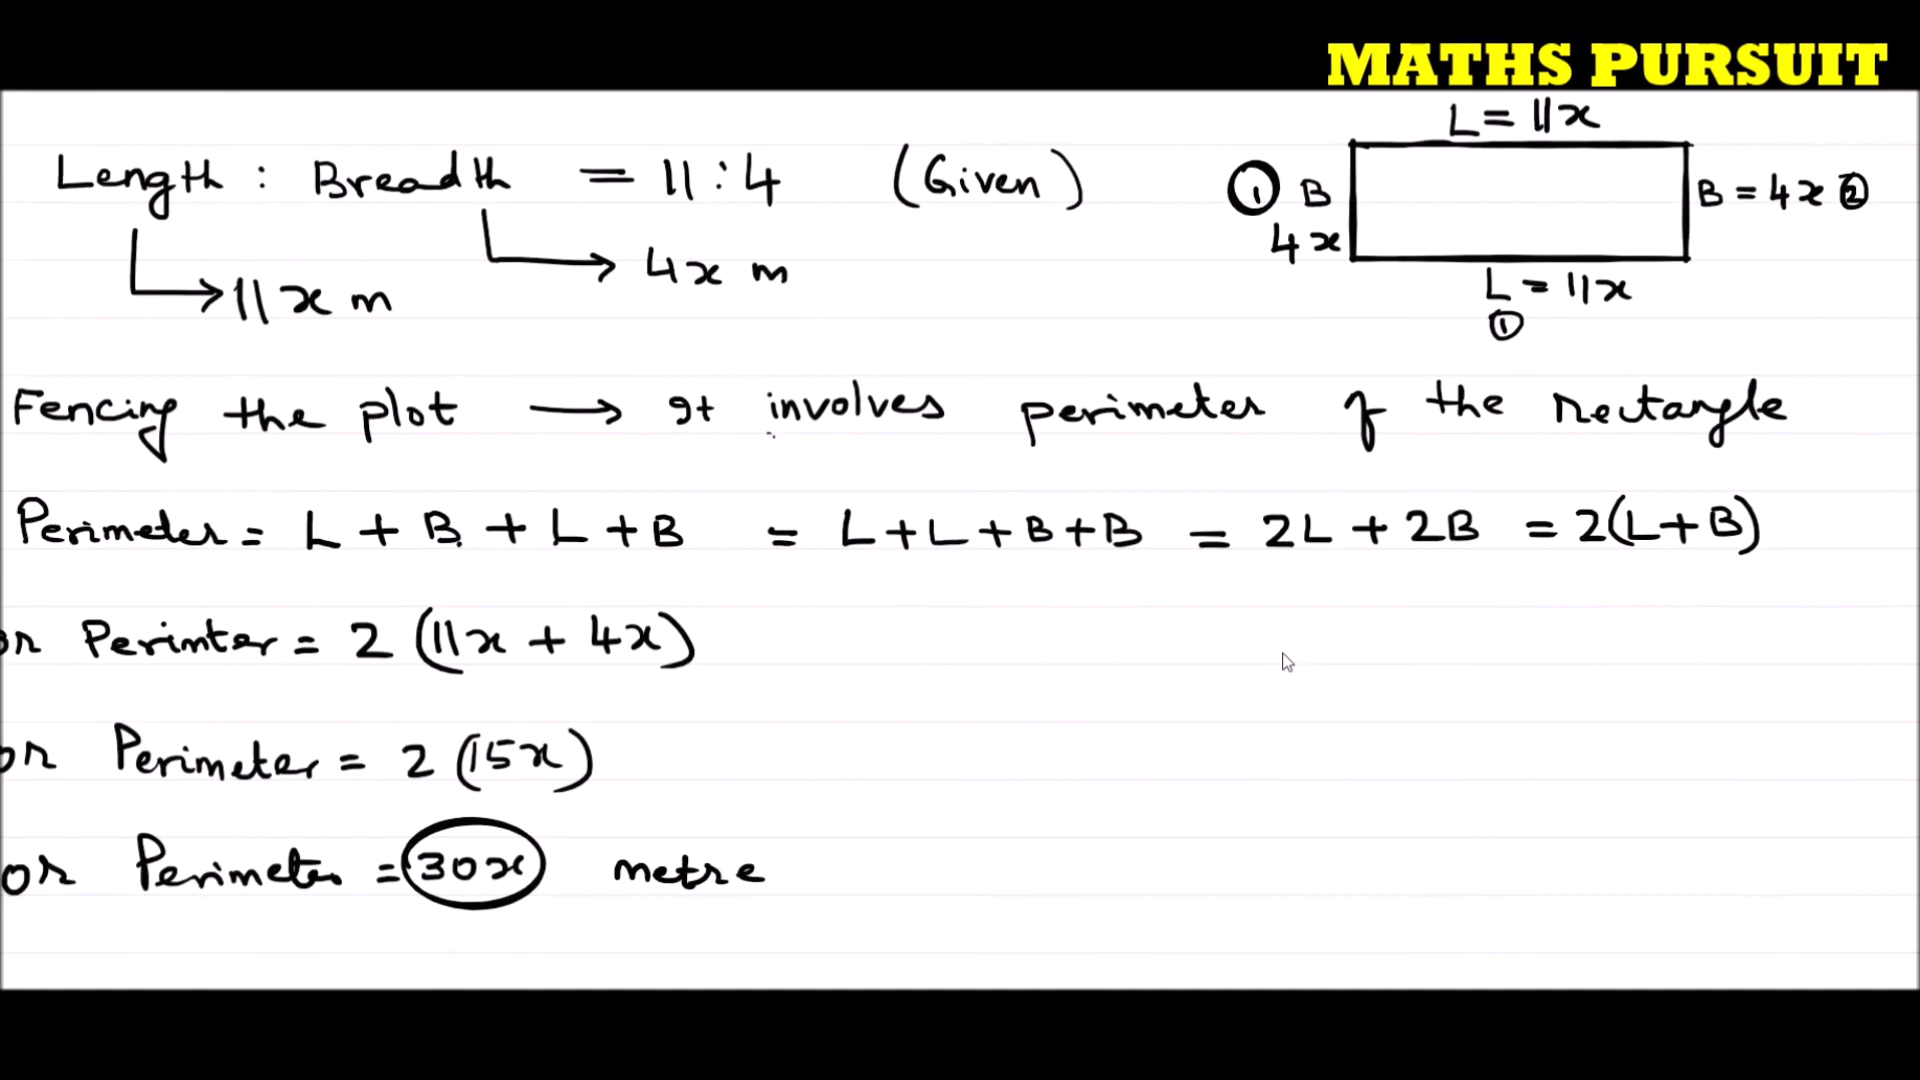 MATHS PURSUIT
L = 11x
Length : Breadth = 11 : 4 (Given)
① B
B = 4x ②
4x
→ 4x m
→ 11x m
L = 11x
①
Fencing the plot → It involves perimeter of the rectangle
Perimeter = L + B + L + B = L + L + B + B = 2L + 2B = 2(L + B)
or Perimter = 2 (11x + 4x)
or Perimeter = 2 (15x)
or Perimeter = 30x metre